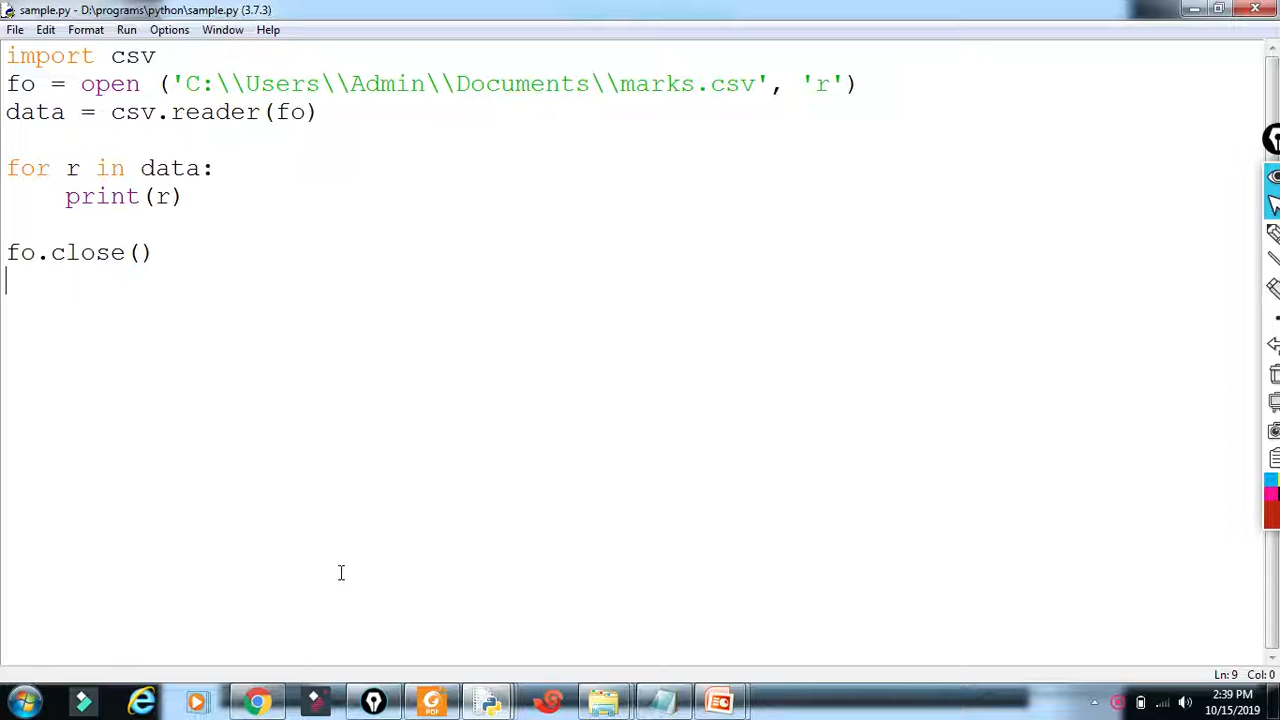 sample.py - D:\programs\python\sample.py (3.7.3)
File Edit Format Run Options Window Help
import csv
fo = open ('C:\\Users\\Admin\\Documents\\marks.csv', 'r')
data = csv.reader(fo)
for r in data:
    print(r)
fo.close()
Ln: 9 Col: 0
PDF
2:39 PM
10/15/2019